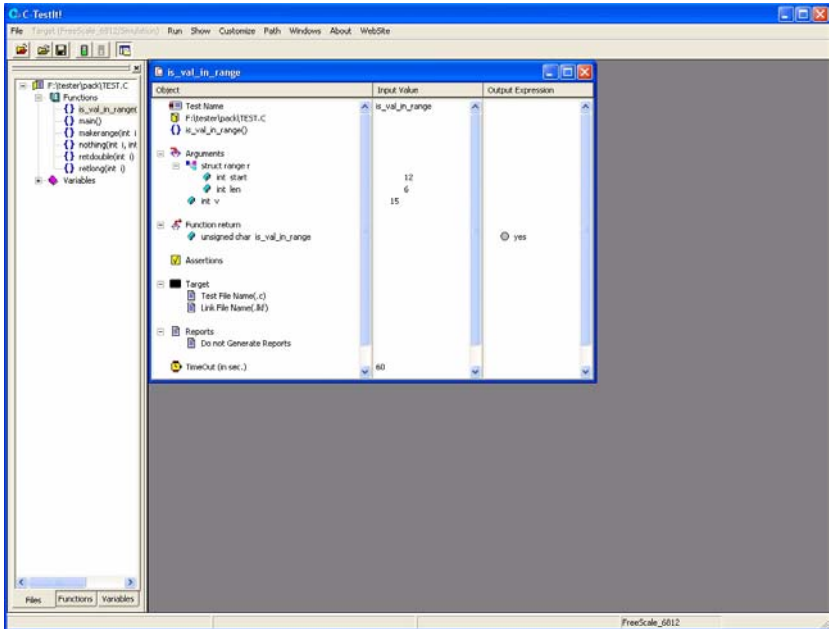 C-TestIt!
File Target (FreeScale_6812/Simulation) Run Show Customize Path Windows About WebSite
F:\tester\pack\TEST.C
Functions
is_val_in_range(
main()
makerange(int i
nothing(int i, int
retdouble(int i)
retlong(int i)
Variables
Files Functions Variables
is_val_in_range
Object Input Value Output Expression
Test Name is_val_in_range
F:\tester\pack\TEST.C
is_val_in_range()
Arguments
struct range r
int start 12
int len 6
int v 15
Function return
unsigned char is_val_in_range yes
Assertions
Target
Test File Name(.c)
Link File Name(.lkf)
Reports
Do not Generate Reports
TimeOut (in sec.) 60
FreeScale_6812